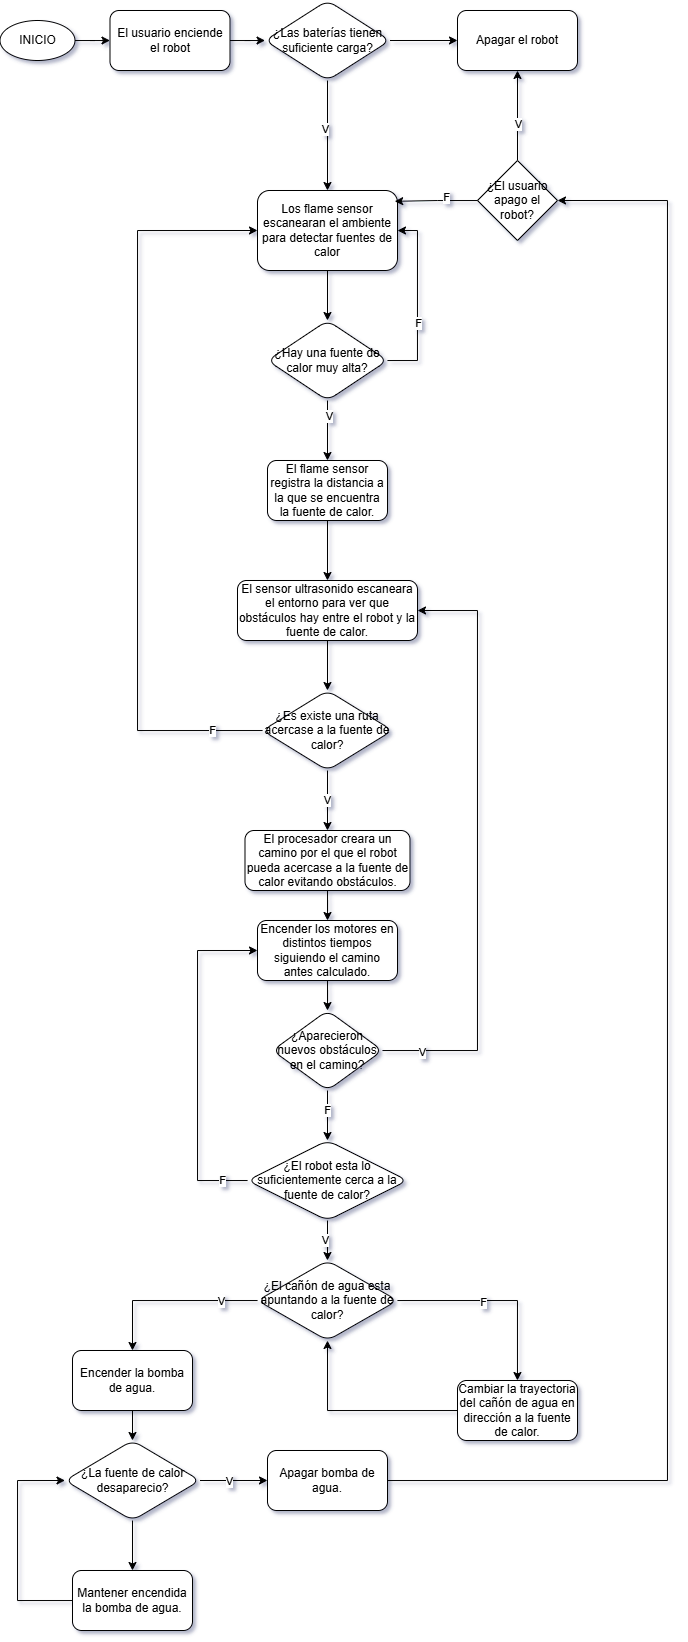 INICIO
El usuario enciende
el robot
¿Las baterías tienen
suficiente carga?
Apagar el robot
V
V
¿El usuario
apago el
robot?
F
Los flame sensor
escanearan el ambiente
para detectar fuentes de
calor
F
¿Hay una fuente de
calor muy alta?
V
El flame sensor
registra la distancia a
la que se encuentra
la fuente de calor.
El sensor ultrasonido escaneara
el entorno para ver que
obstáculos hay entre el robot y la
fuente de calor.
¿Es existe una ruta
acercase a la fuente de
calor?
F
V
El procesador creara un
camino por el que el robot
pueda acercase a la fuente de
calor evitando obstáculos.
Encender los motores en
distintos tiempos
siguiendo el camino
antes calculado.
¿Aparecieron
nuevos obstáculos
en el camino?
V
F
¿El robot esta lo
suficientemente cerca a la
fuente de calor?
F
V
¿El cañón de agua esta
apuntando a la fuente de
calor?
V
F
Encender la bomba
de agua.
Cambiar la trayectoria
del cañón de agua en
dirección a la fuente
de calor.
¿La fuente de calor
desaparecio?
V
Apagar bomba de
agua.
Mantener encendida
la bomba de agua.